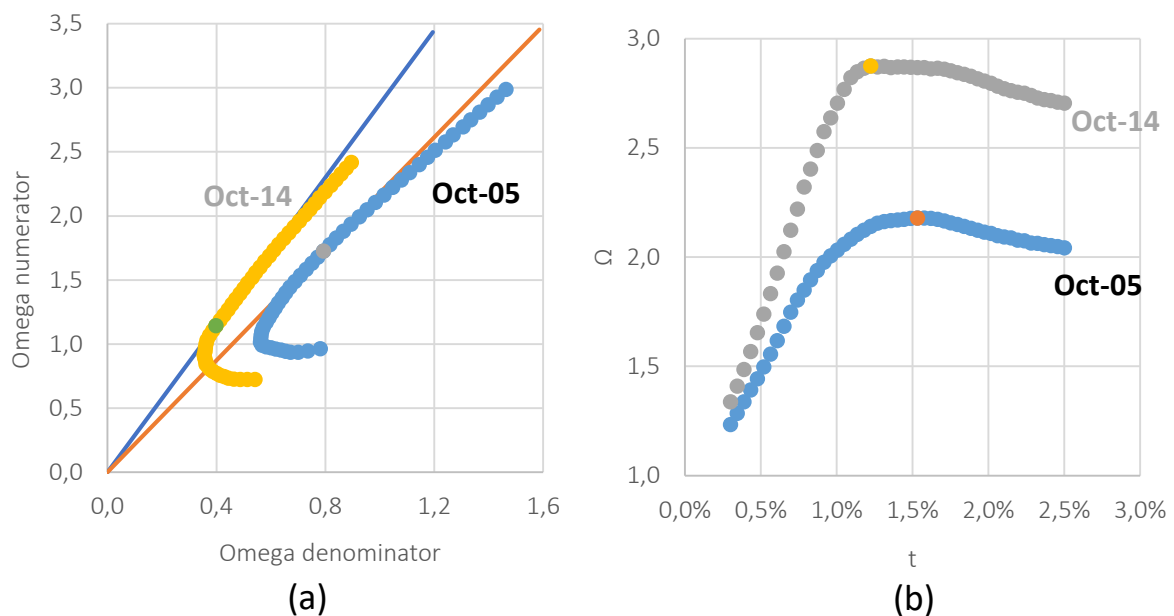 3,5
3,0
2,5
2,0
1,5
1,0
0,5
0,0
Omega numerator
0,0
0,4
0,8
1,2
1,6
Omega denominator
Oct-14
Oct-05
(a)
3,0
2,5
2,0
1,5
1,0
Ω
0,0%
0,5%
1,0%
1,5%
2,0%
2,5%
3,0%
t
Oct-14
Oct-05
(b)